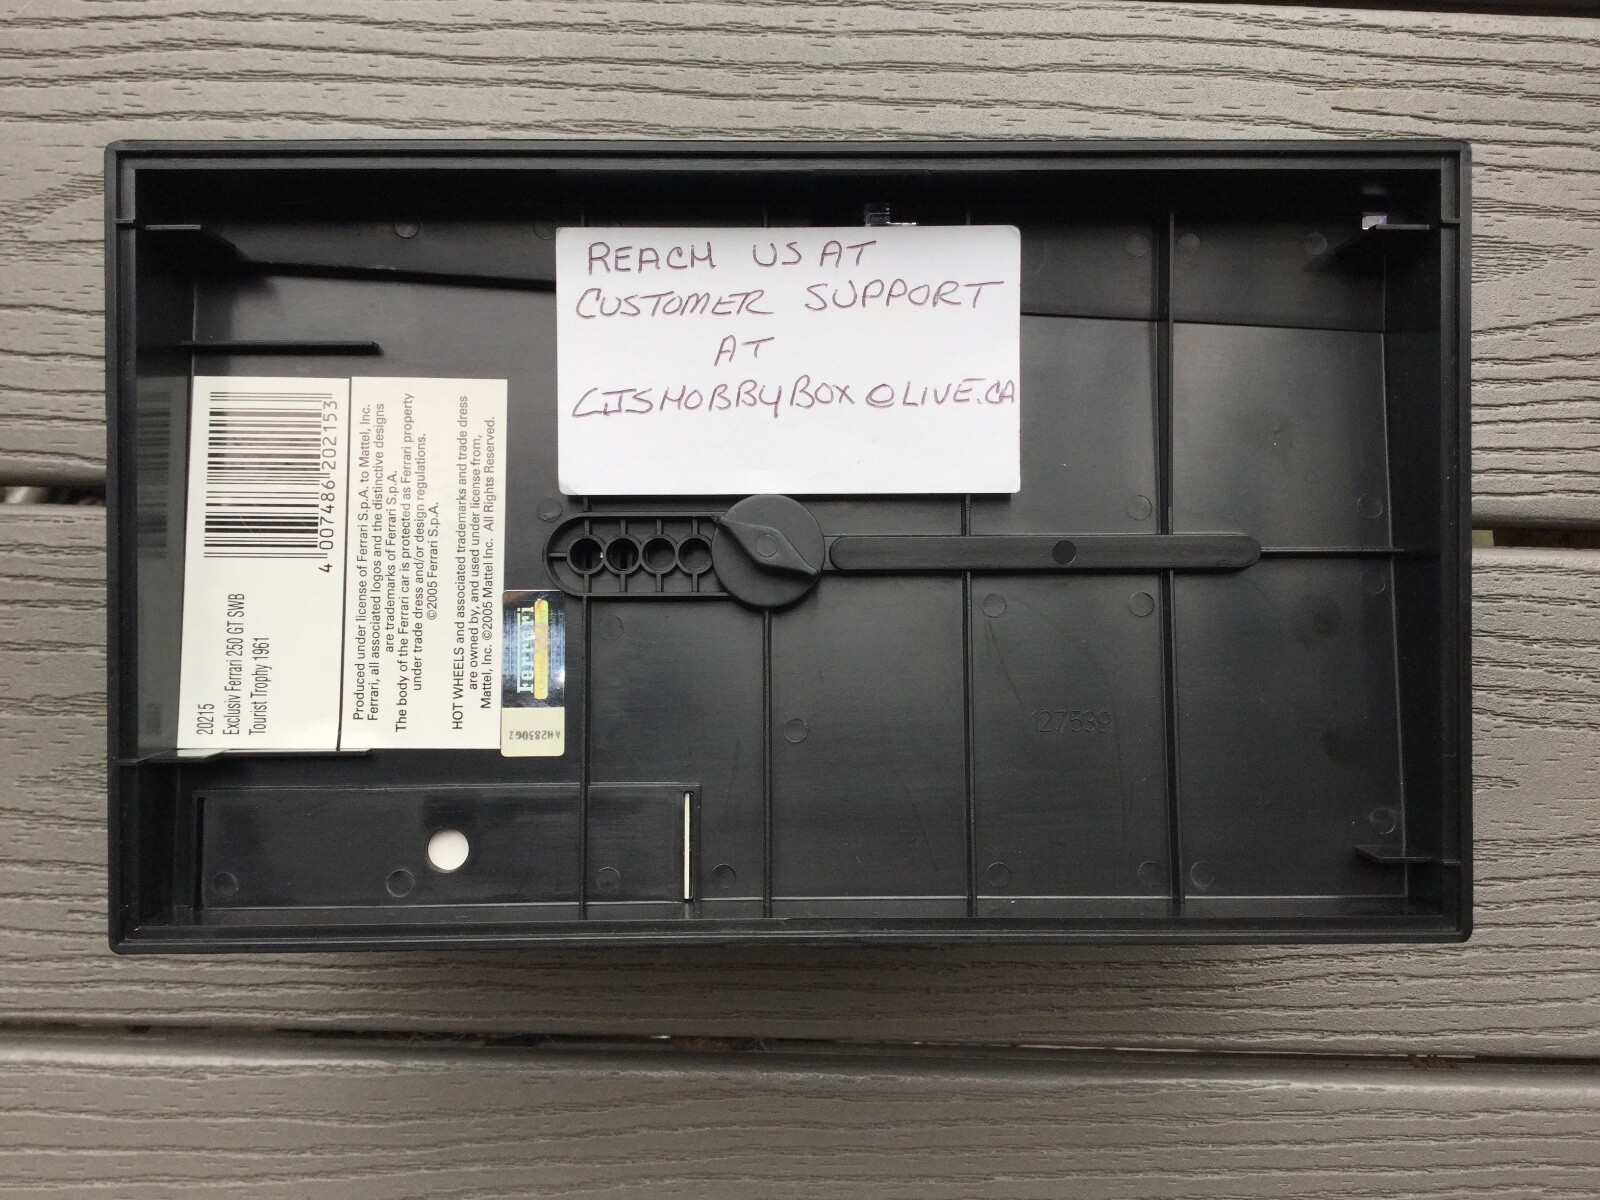 REACH US AT
CUSTOMER SUPPORT
AT
CJSHOBBYBOX@LIVE.CA
4 007486 202153
20215
Exclusiv Ferrari 250 GT SWB
Tourist Trophy 1961
Produced under license of Ferrari S.p.A. to Mattel, Inc.
Ferrari, all associated logos and the distinctive designs
are trademarks of Ferrari S.p.A.
The body of the Ferrari car is protected as Ferrari property
under trade dress and/or design regulations.
©2005 Ferrari S.p.A.
HOT WHEELS and associated trademarks and trade dress
are owned by, and used under license from,
Mattel, Inc. ©2005 Mattel Inc. All Rights Reserved.
Ferrari
127539